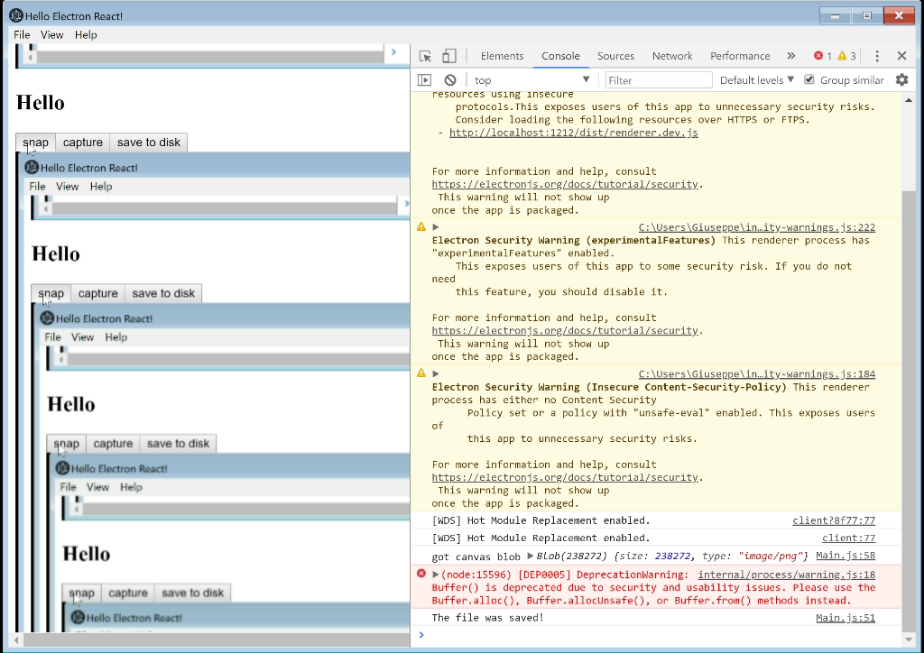 Hello Electron React!
File View Help
Hello
snap capture save to disk
Hello Electron React!
File View Help
Hello
snap capture save to disk
Hello Electron React!
File View Help
Hello
snap capture save to disk
Hello Electron React!
File View Help
Hello
snap capture save to disk
Hello Electron React!
Elements Console Sources Network Performance » 1 3
top Filter Default levels Group similar
resources using insecure
protocols.This exposes users of this app to unnecessary security risks.
Consider loading the following resources over HTTPS or FTPS.
- http://localhost:1212/dist/renderer.dev.js
For more information and help, consult
https://electronjs.org/docs/tutorial/security.
This warning will not show up
once the app is packaged.
C:\Users\Giuseppe\in…ity-warnings.js:222
Electron Security Warning (experimentalFeatures) This renderer process has
"experimentalFeatures" enabled.
This exposes users of this app to some security risk. If you do not
need
this feature, you should disable it.
For more information and help, consult
https://electronjs.org/docs/tutorial/security.
This warning will not show up
once the app is packaged.
C:\Users\Giuseppe\in…ity-warnings.js:184
Electron Security Warning (Insecure Content-Security-Policy) This renderer
process has either no Content Security
Policy set or a policy with "unsafe-eval" enabled. This exposes users
of
this app to unnecessary security risks.
For more information and help, consult
https://electronjs.org/docs/tutorial/security.
This warning will not show up
once the app is packaged.
[WDS] Hot Module Replacement enabled. client?8f77:77
[WDS] Hot Module Replacement enabled. client:77
got canvas blob Blob(238272) {size: 238272, type: "image/png"} Main.js:58
(node:15596) [DEP0005] DeprecationWarning: internal/process/warning.js:18
Buffer() is deprecated due to security and usability issues. Please use the
Buffer.alloc(), Buffer.allocUnsafe(), or Buffer.from() methods instead.
The file was saved! Main.js:51